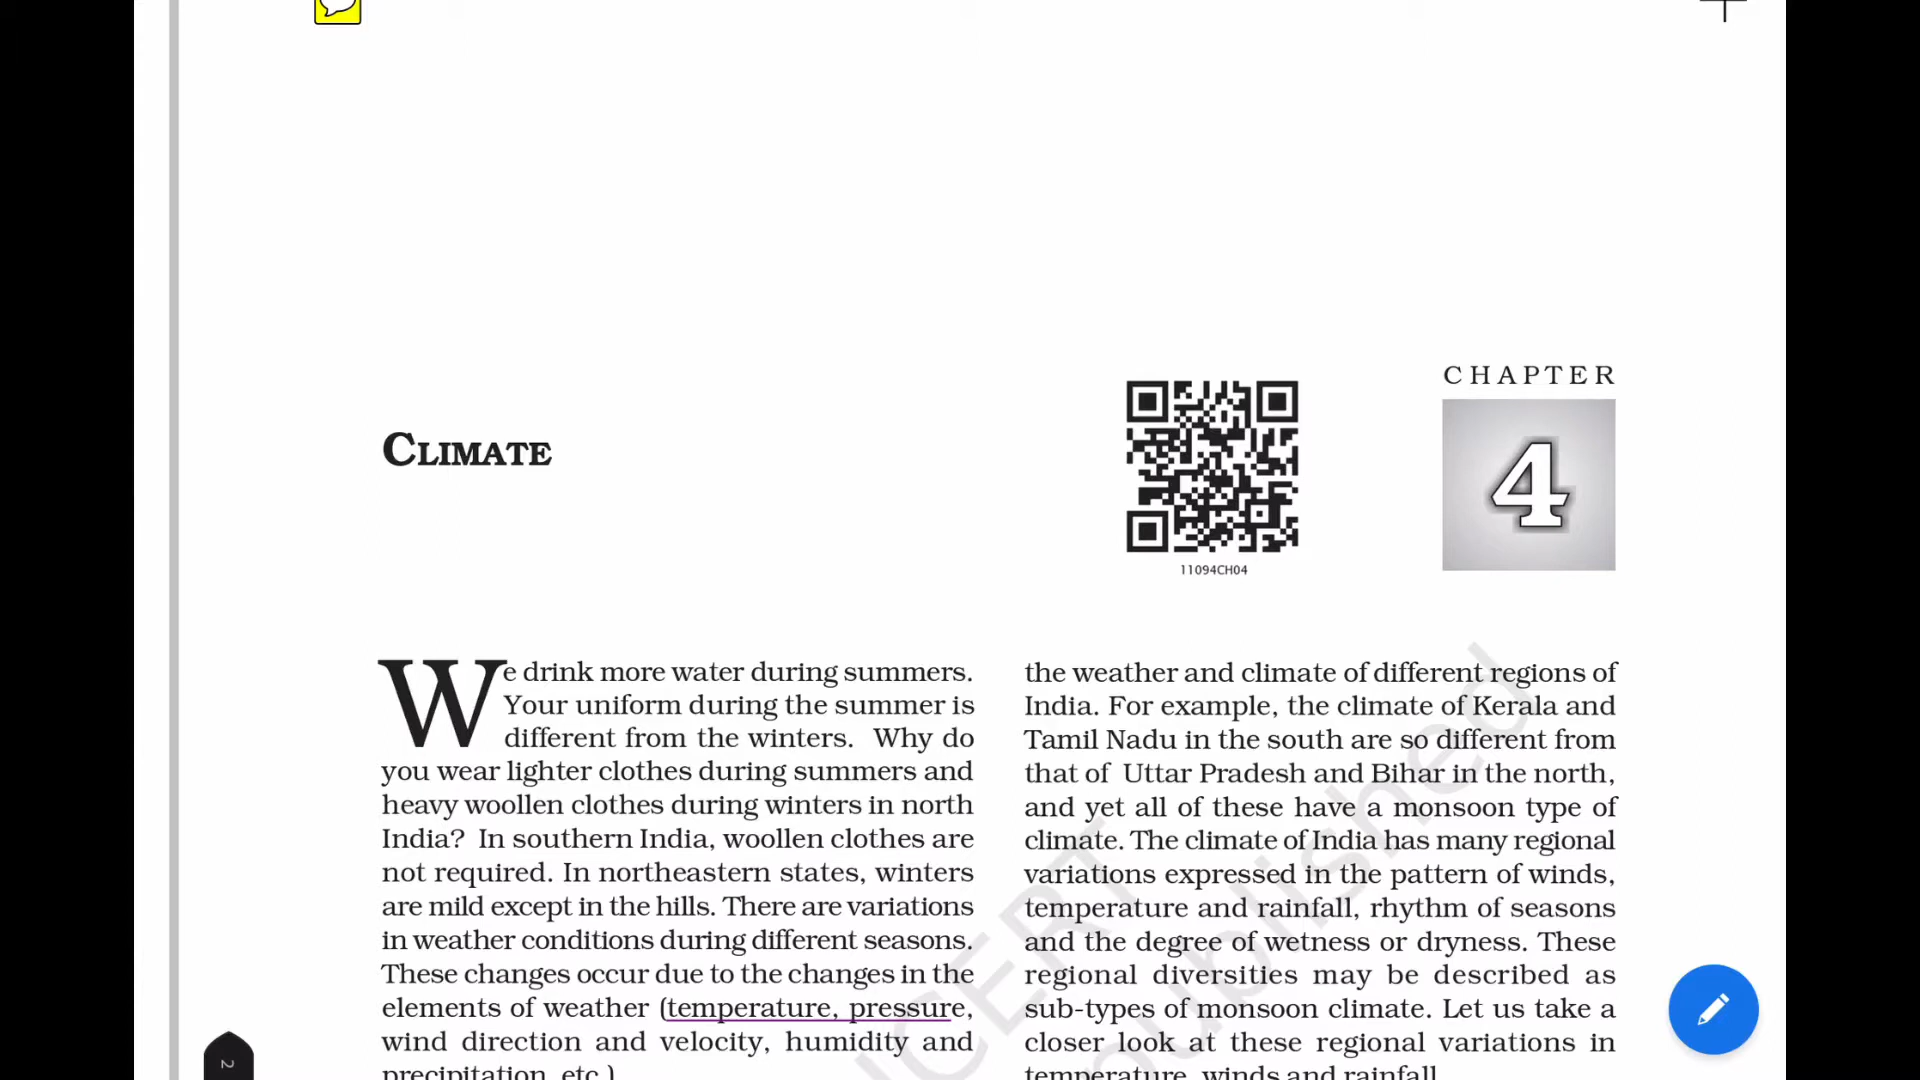 CHAPTER
4
CLIMATE
11094CH04
We drink more water during summers.
Your uniform during the summer is
different from the winters. Why do
you wear lighter clothes during summers and
heavy woollen clothes during winters in north
India? In southern India, woollen clothes are
not required. In northeastern states, winters
are mild except in the hills. There are variations
in weather conditions during different seasons.
These changes occur due to the changes in the
elements of weather (temperature, pressure,
wind direction and velocity, humidity and
precipitation, etc.)
the weather and climate of different regions of
India. For example, the climate of Kerala and
Tamil Nadu in the south are so different from
that of Uttar Pradesh and Bihar in the north,
and yet all of these have a monsoon type of
climate. The climate of India has many regional
variations expressed in the pattern of winds,
temperature and rainfall, rhythm of seasons
and the degree of wetness or dryness. These
regional diversities may be described as
sub-types of monsoon climate. Let us take a
closer look at these regional variations in
temperature, winds and rainfall.
2